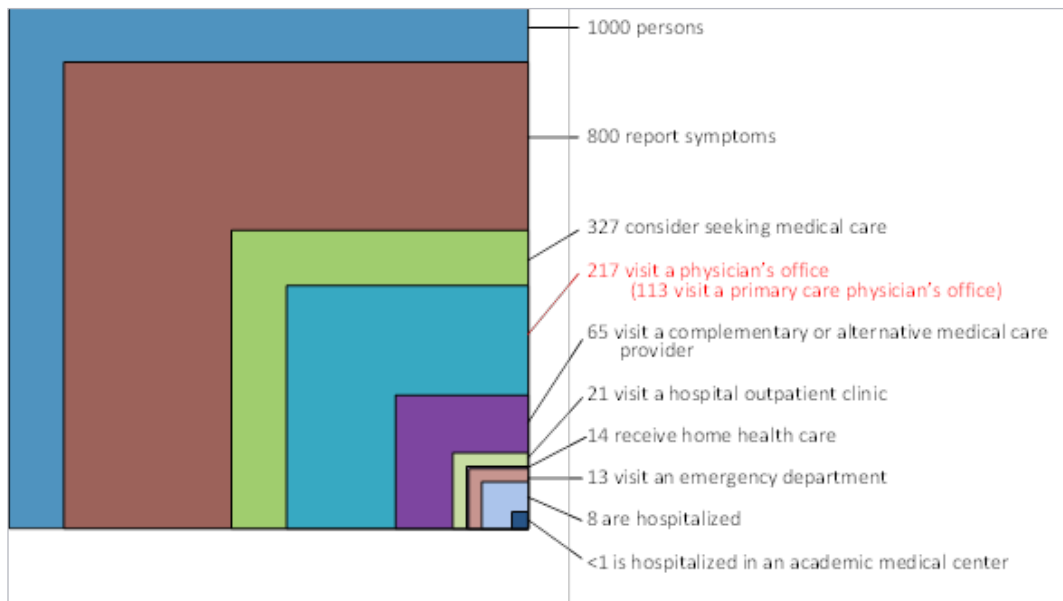 1000 persons
800 report symptoms
327 consider seeking medical care
217 visit a physician's office
(113 visit a primary care physician's office)
65 visit a complementary or alternative medical care
provider
21 visit a hospital outpatient clinic
14 receive home health care
13 visit an emergency department
8 are hospitalized
<1 is hospitalized in an academic medical center